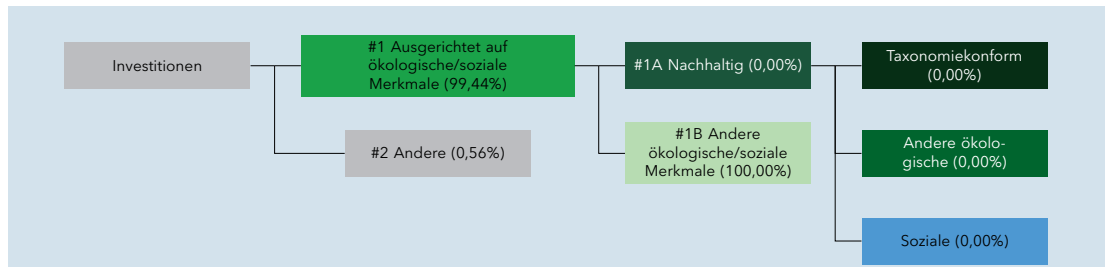 Investitionen
#1 Ausgerichtet auf
ökologische/soziale
Merkmale (99,44%)
#2 Andere (0,56%)
#1A Nachhaltig (0,00%)
#1B Andere
ökologische/soziale
Merkmale (100,00%)
Taxonomiekonform
(0,00%)
Andere ökolo-
gische (0,00%)
Soziale (0,00%)